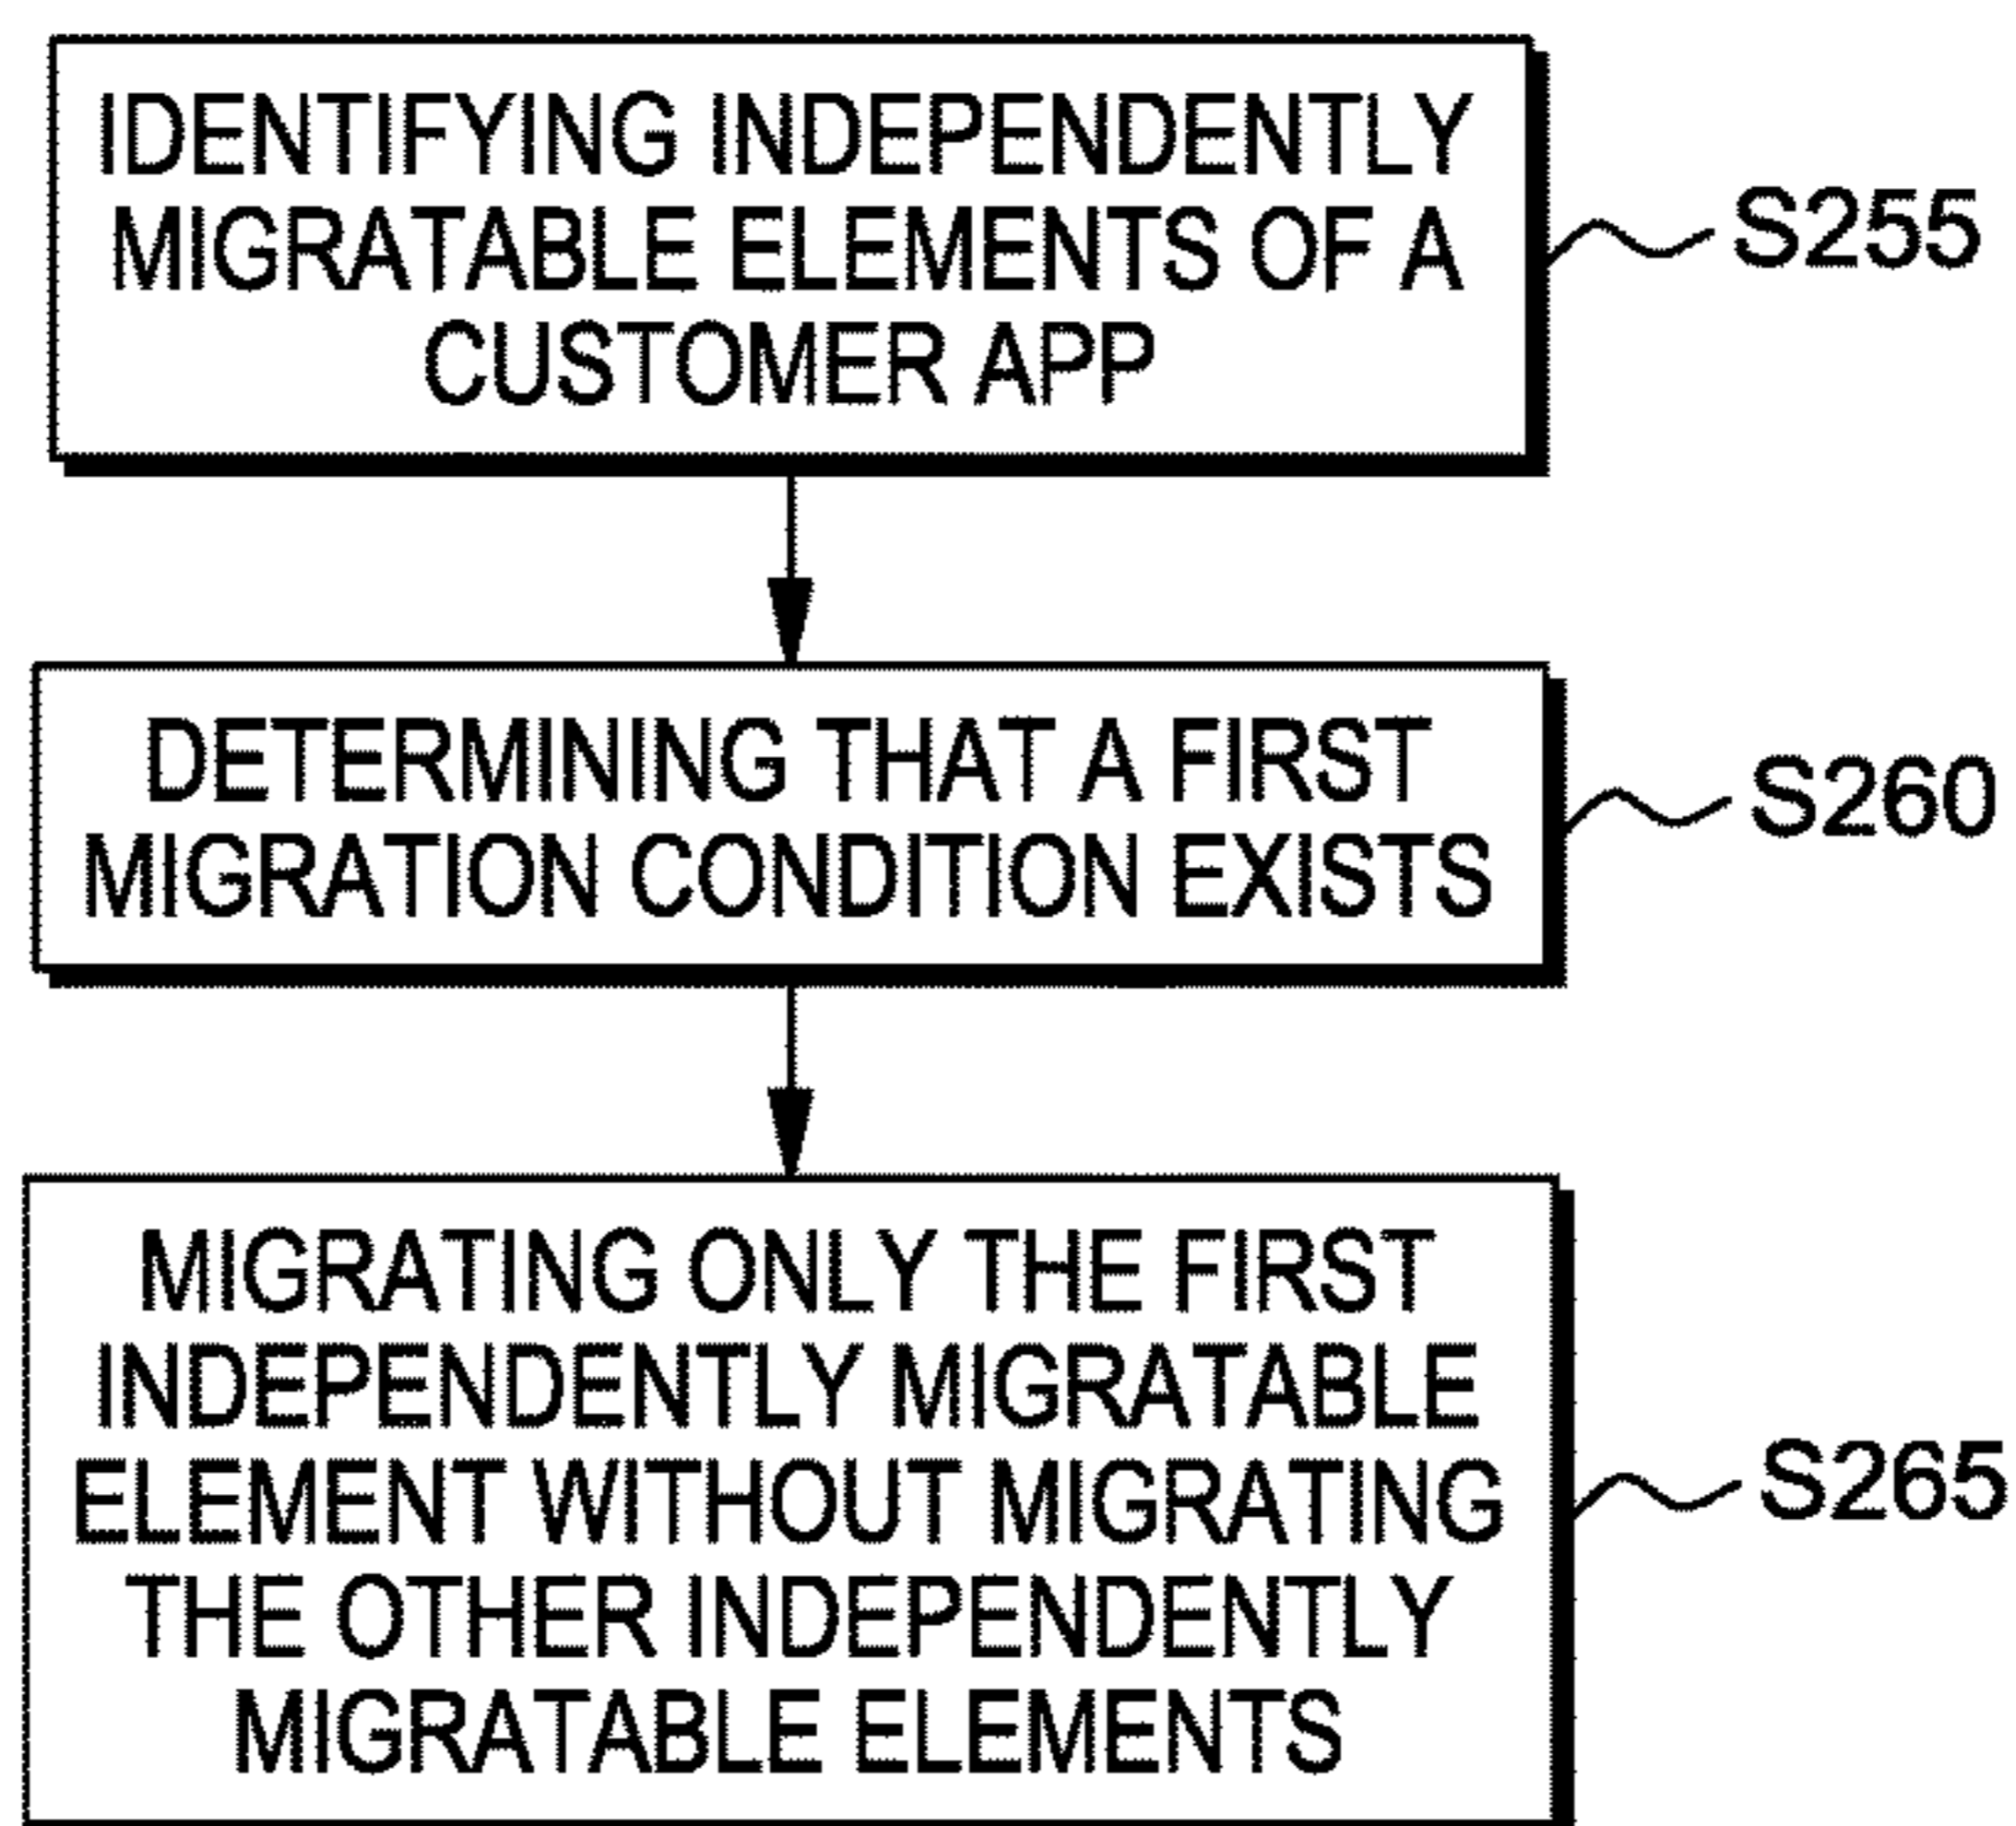 IDENTIFYING INDEPENDENTLY
MIGRATABLE ELEMENTS OF A
CUSTOMER APP
S255
DETERMINING THAT A FIRST
MIGRATION CONDITION EXISTS
S260
MIGRATING ONLY THE FIRST
INDEPENDENTLY MIGRATABLE
ELEMENT WITHOUT MIGRATING
THE OTHER INDEPENDENTLY
MIGRATABLE ELEMENTS
S265